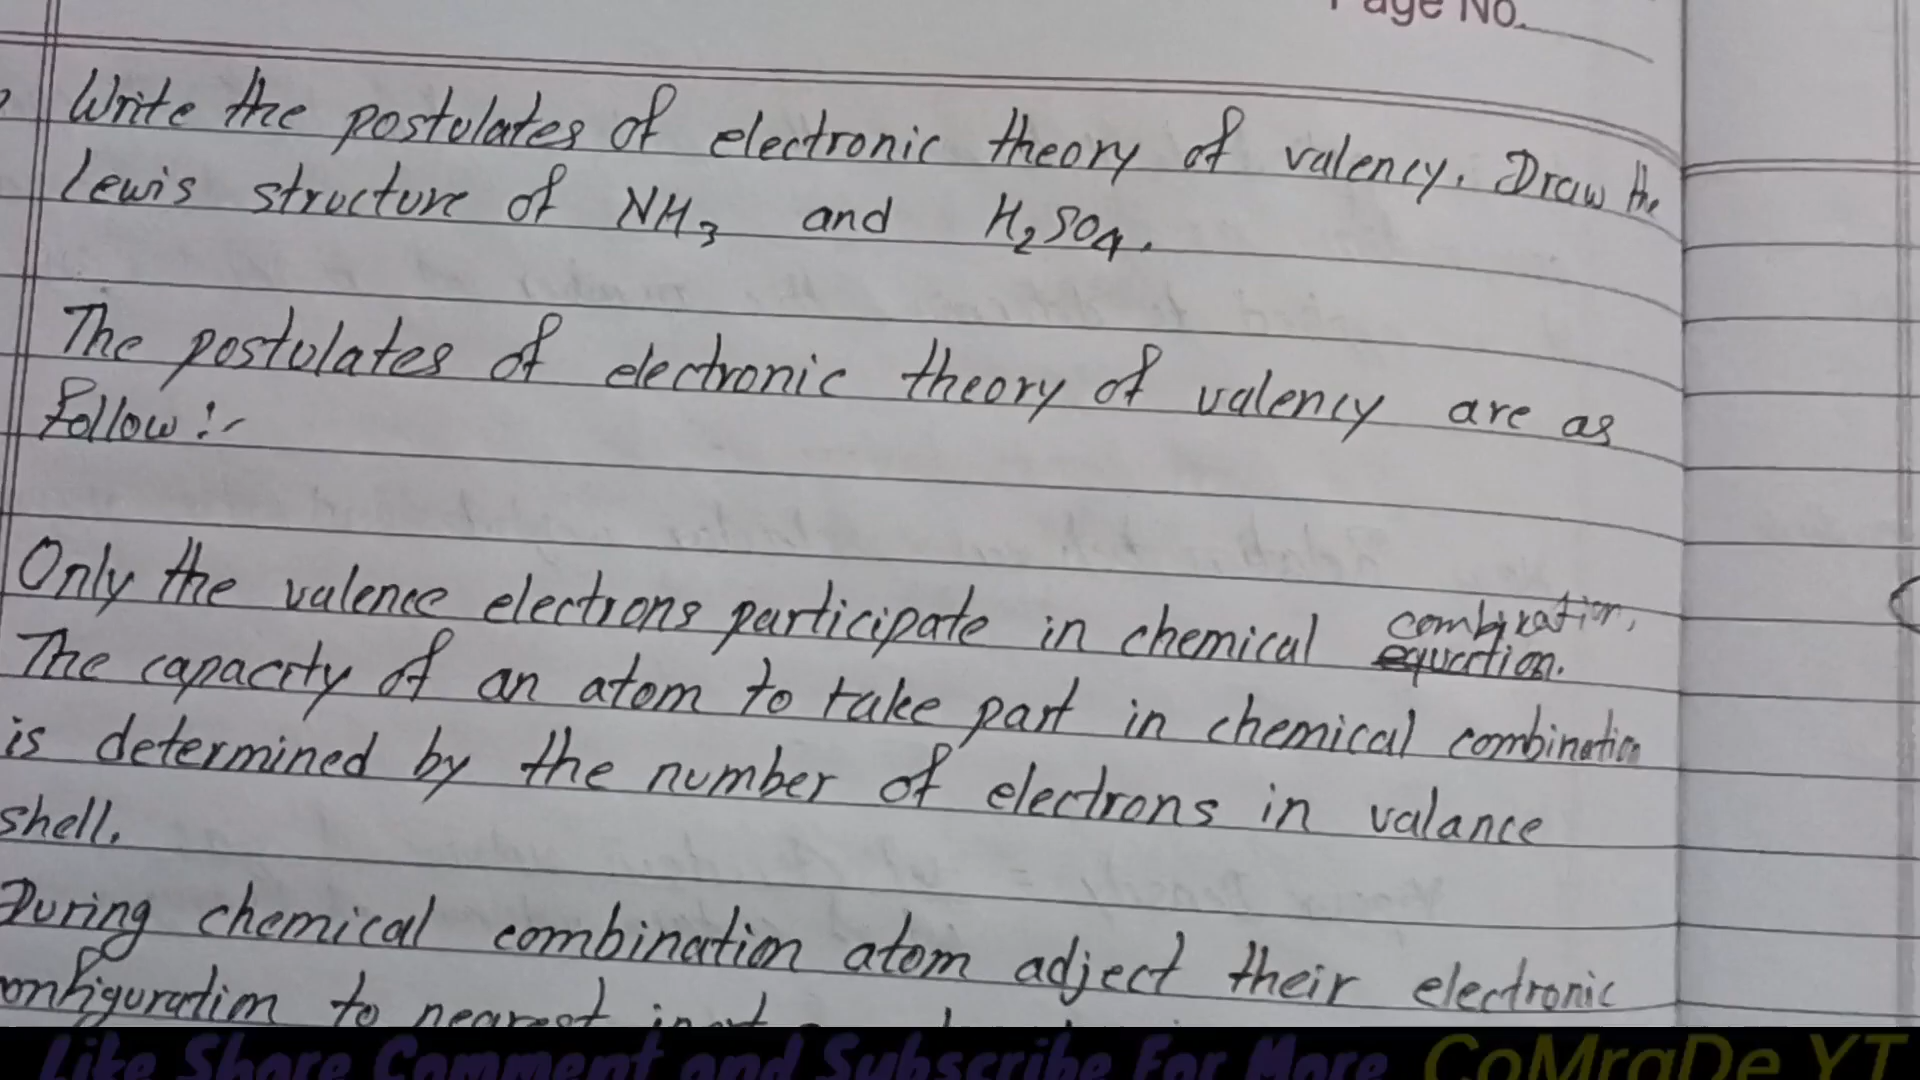 Page No.
Write the postulates of electronic theory of valency. Draw the
Lewis structure of NH3 and H2SO4.
The postulates of electronic theory of valency are as
follow :-
Only the valence electrons participate in chemical combination.
equation.
The capacity of an atom to take part in chemical combination
is determined by the number of electrons in valance
shell.
During chemical combination atom adject their electronic
onfiguration to nearest
Like Share Comment and Subscribe For More CoMraDe YT